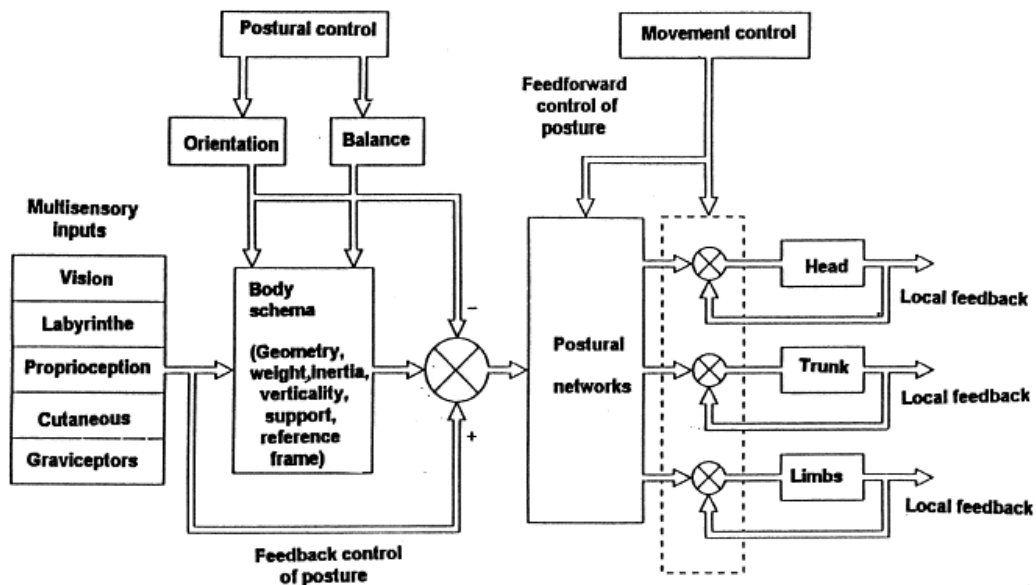 Postural control
Movement control
Feedforward
control of
posture
Orientation
Balance
Multisensory
inputs
Vision
Labyrinthe
Proprioception
Cutaneous
Graviceptors
Body
schema
(Geometry,
weight,inertia,
verticality,
support,
reference
frame)
−
+
Feedback control
of posture
Postural
networks
Head
Local feedback
Trunk
Local feedback
Limbs
Local feedback